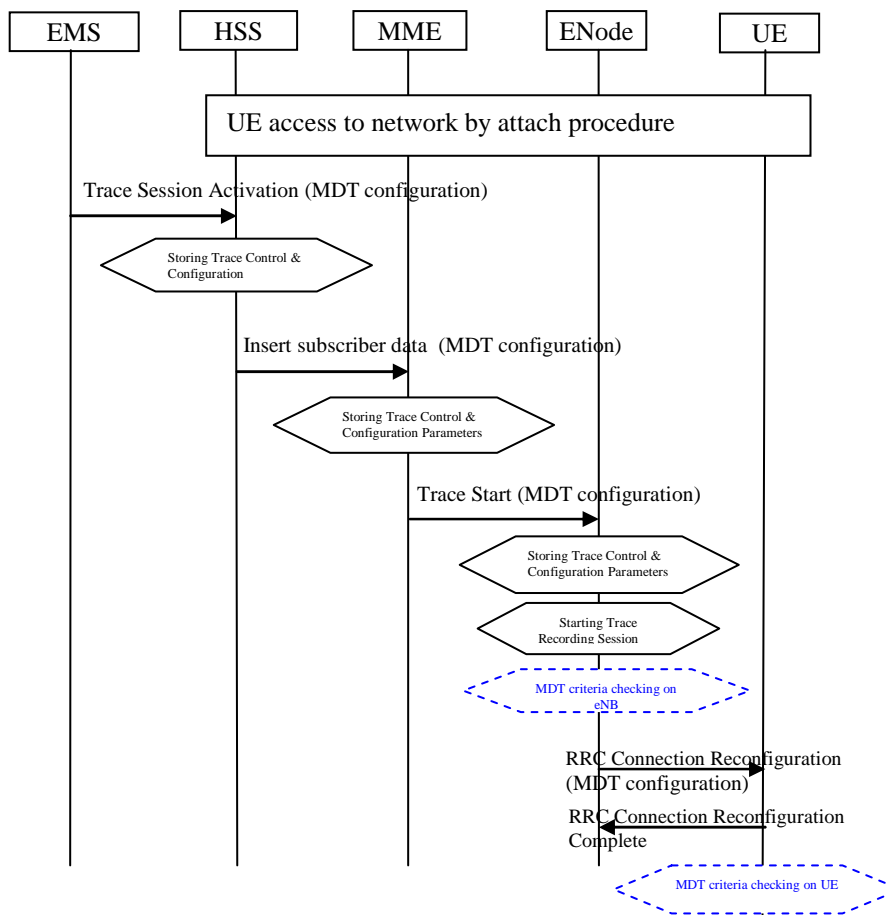 EMS HSS MME ENode UE
UE access to network by attach procedure
Trace Session Activation (MDT configuration)
Storing Trace Control &
Configuration
Insert subscriber data (MDT configuration)
Storing Trace Control &
Configuration Parameters
Trace Start (MDT configuration)
Storing Trace Control &
Configuration Parameters
Starting Trace
Recording Session
MDT criteria checking on
eNB
RRC Connection Reconfiguration
(MDT configuration)
RRC Connection Reconfiguration
Complete
MDT criteria checking on UE